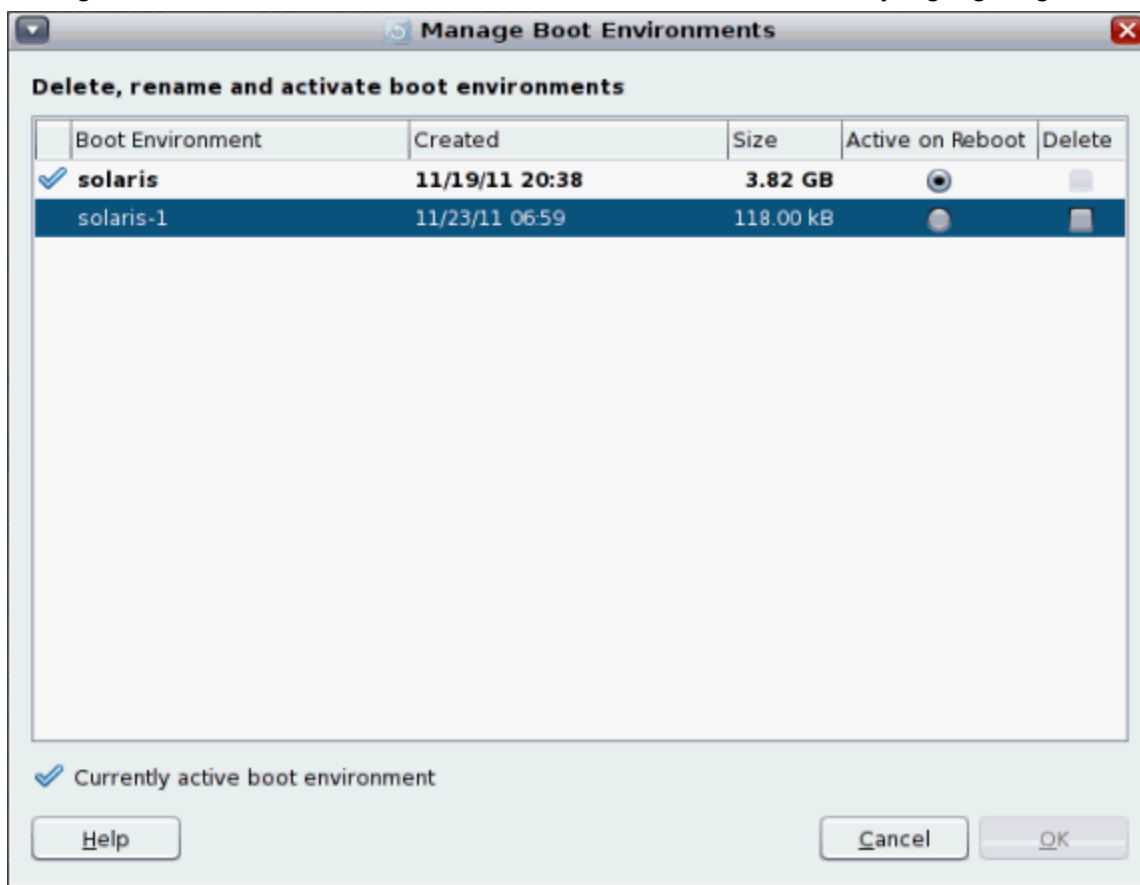 Manage Boot Environments
Delete, rename and activate boot environments
Boot Environment Created Size Active on Reboot Delete
solaris 11/19/11 20:38 3.82 GB
solaris-1 11/23/11 06:59 118.00 kB
Currently active boot environment
Help Cancel OK